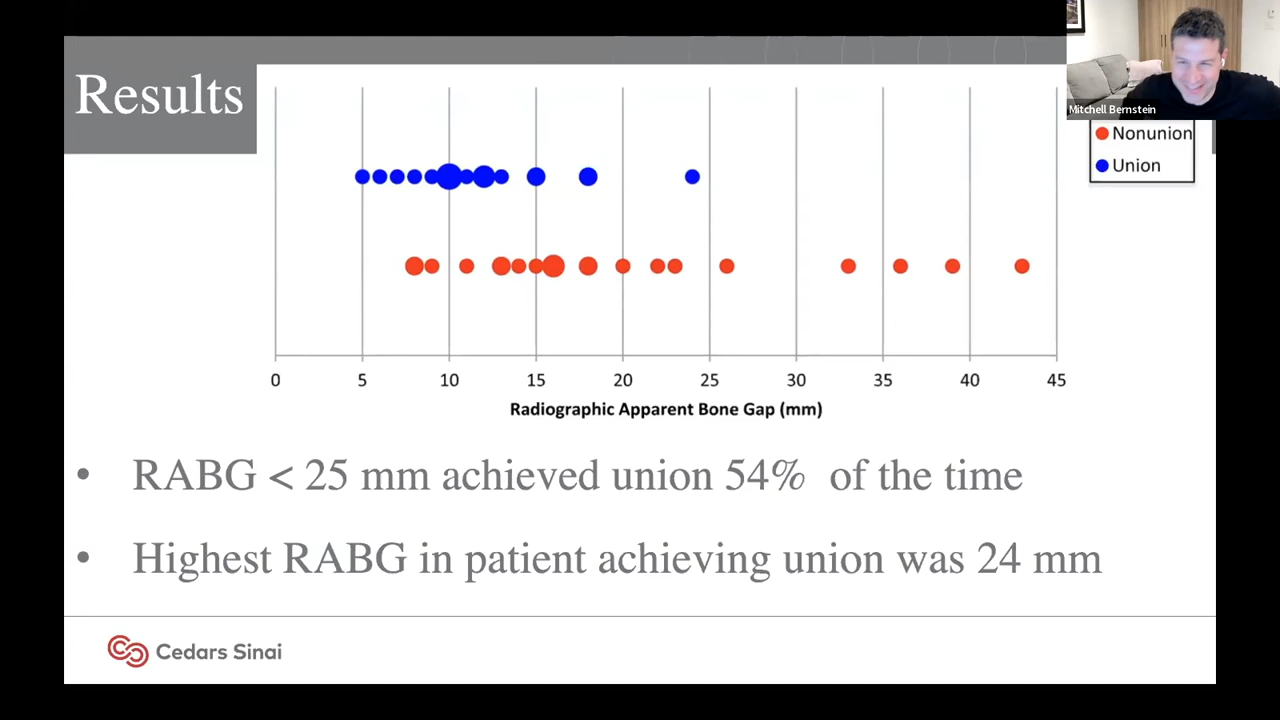 Results
Mitchell Bernstein
Nonunion
Union
0 5 10 15 20 25 30 35 40 45
Radiographic Apparent Bone Gap (mm)
• RABG < 25 mm achieved union 54% of the time
• Highest RABG in patient achieving union was 24 mm
Cedars Sinai